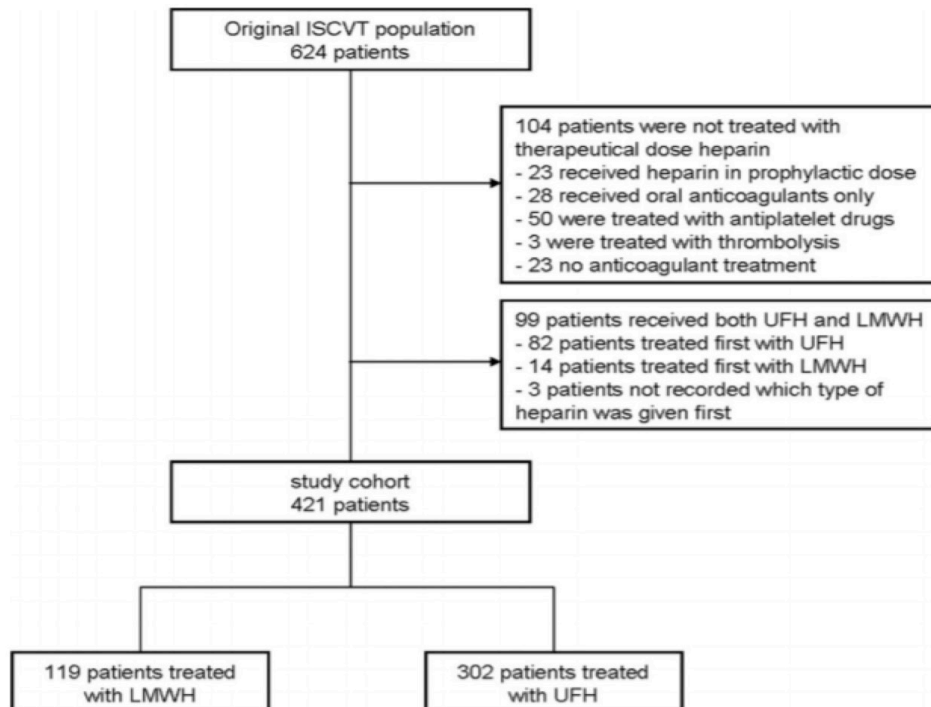 Original ISCVT population
624 patients
104 patients were not treated with
therapeutical dose heparin
- 23 received heparin in prophylactic dose
- 28 received oral anticoagulants only
- 50 were treated with antiplatelet drugs
- 3 were treated with thrombolysis
- 23 no anticoagulant treatment
99 patients received both UFH and LMWH
- 82 patients treated first with UFH
- 14 patients treated first with LMWH
- 3 patients not recorded which type of
heparin was given first
study cohort
421 patients
119 patients treated
with LMWH
302 patients treated
with UFH